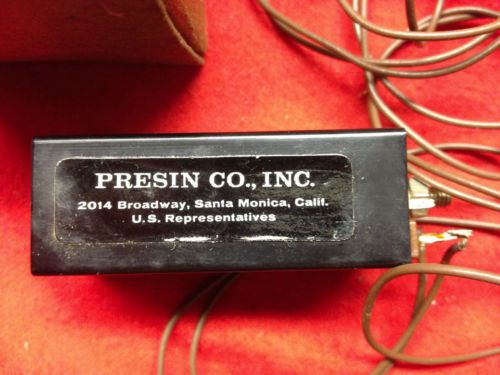 PRESIN CO., INC.
2014 Broadway, Santa Monica, Calif.
U.S. Representatives